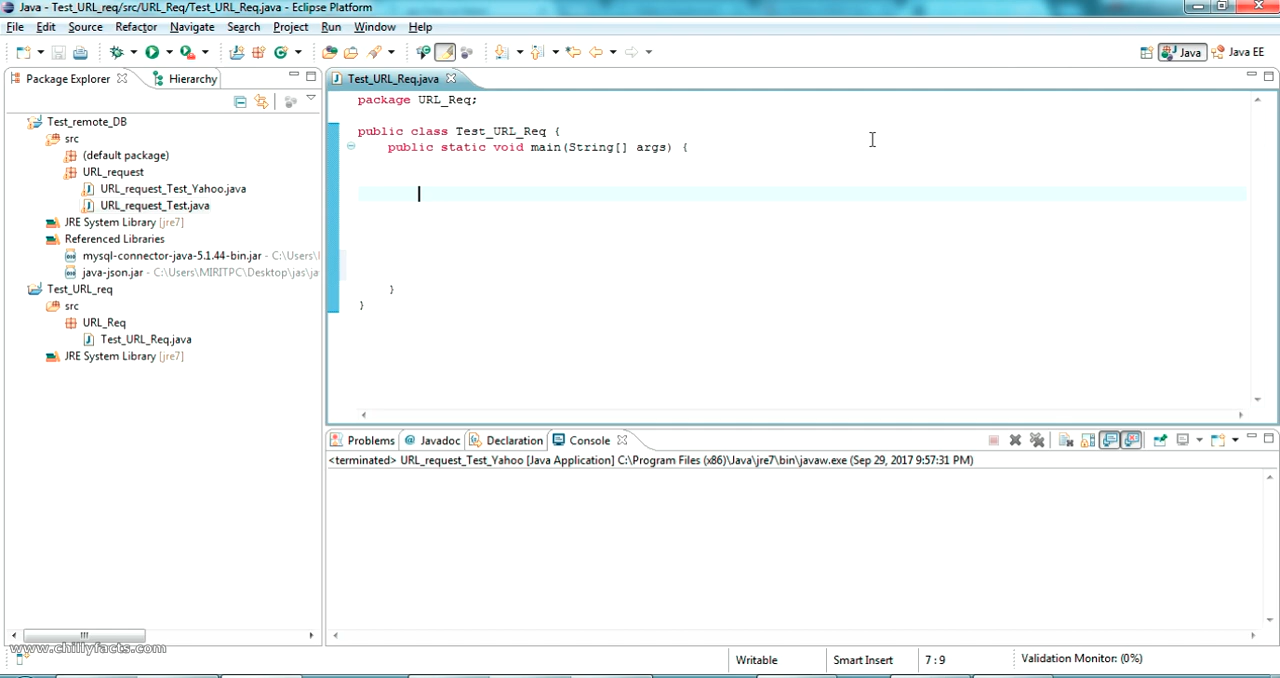 Java - Test_URL_req/src/URL_Req/Test_URL_Req.java - Eclipse Platform
File Edit Source Refactor Navigate Search Project Run Window Help
Java Java EE
Package Explorer Hierarchy
Test_URL_Req.java
Test_remote_DB
src
(default package)
URL_request
URL_request_Test_Yahoo.java
URL_request_Test.java
JRE System Library [jre7]
Referenced Libraries
mysql-connector-java-5.1.44-bin.jar - C:\Users\
java-json.jar - C:\Users\MIRITPC\Desktop\jas\ja
Test_URL_req
src
URL_Req
Test_URL_Req.java
JRE System Library [jre7]
package URL_Req;
public class Test_URL_Req {
public static void main(String[] args) {
}
}
Problems @ Javadoc Declaration Console
<terminated> URL_request_Test_Yahoo [Java Application] C:\Program Files (x86)\Java\jre7\bin\javaw.exe (Sep 29, 2017 9:57:31 PM)
www.chillyfacts.com
Writable Smart Insert 7 : 9 Validation Monitor: (0%)